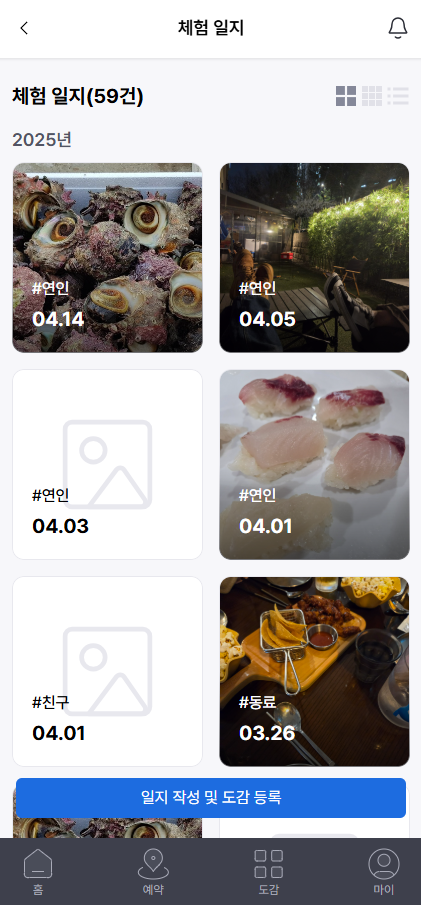 체험 일지
체험 일지(59건)
2025년
#연인
04.14
#연인
04.05
#연인
04.03
#연인
04.01
#친구
04.01
#동료
03.26
일지 작성 및 도감 등록
홈
예약
도감
마이